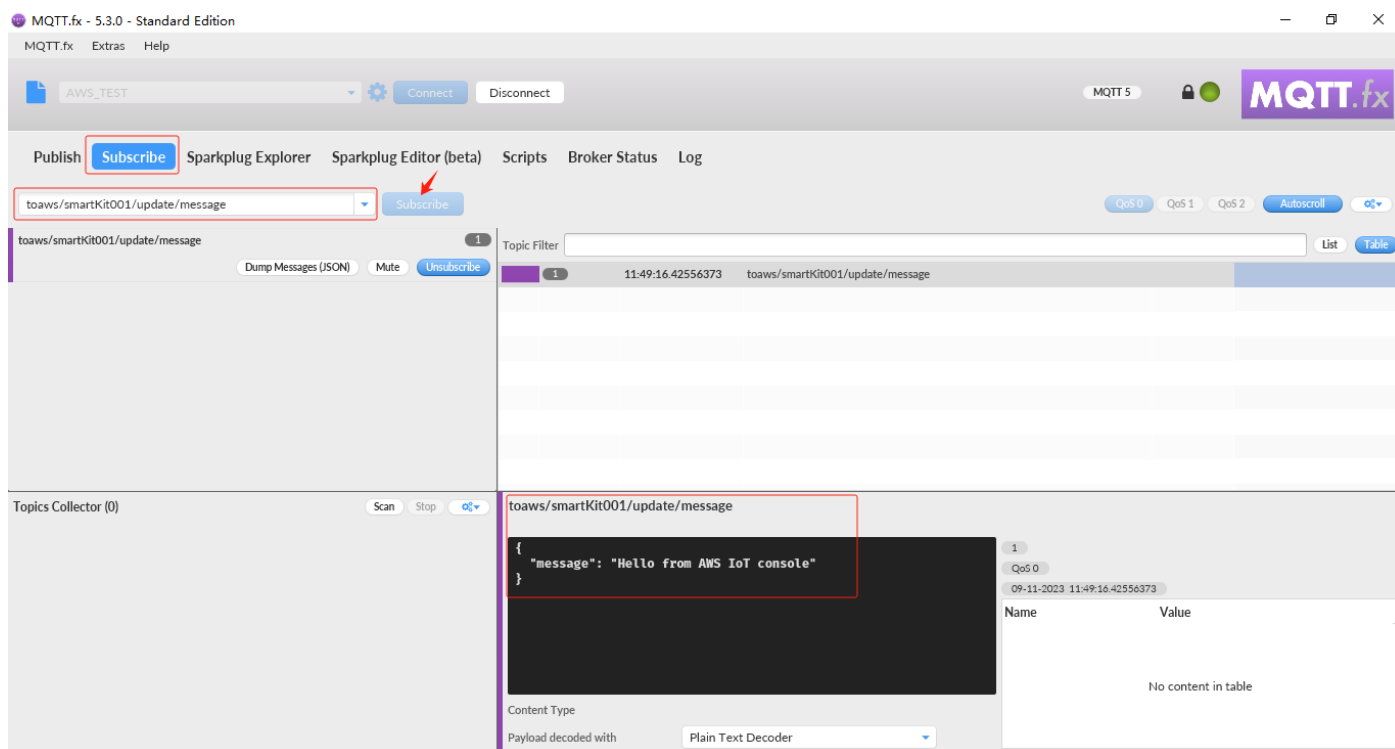 MQTT.fx - 5.3.0 - Standard Edition
MQTT.fx Extras Help
AWS_TEST Connect Disconnect MQTT 5 MQTT.fx
Publish Subscribe Sparkplug Explorer Sparkplug Editor (beta) Scripts Broker Status Log
toaws/smartKit001/update/message Subscribe QoS 0 QoS 1 QoS 2 Autoscroll
toaws/smartKit001/update/message 1
Dump Messages (JSON) Mute Unsubscribe
Topic Filter List Table
1 11:49:16.42556373 toaws/smartKit001/update/message
Topics Collector (0) Scan Stop
toaws/smartKit001/update/message
{
"message": "Hello from AWS IoT console"
}
1
QoS 0
09-11-2023 11:49:16.42556373
Name Value
No content in table
Content Type
Payload decoded with Plain Text Decoder